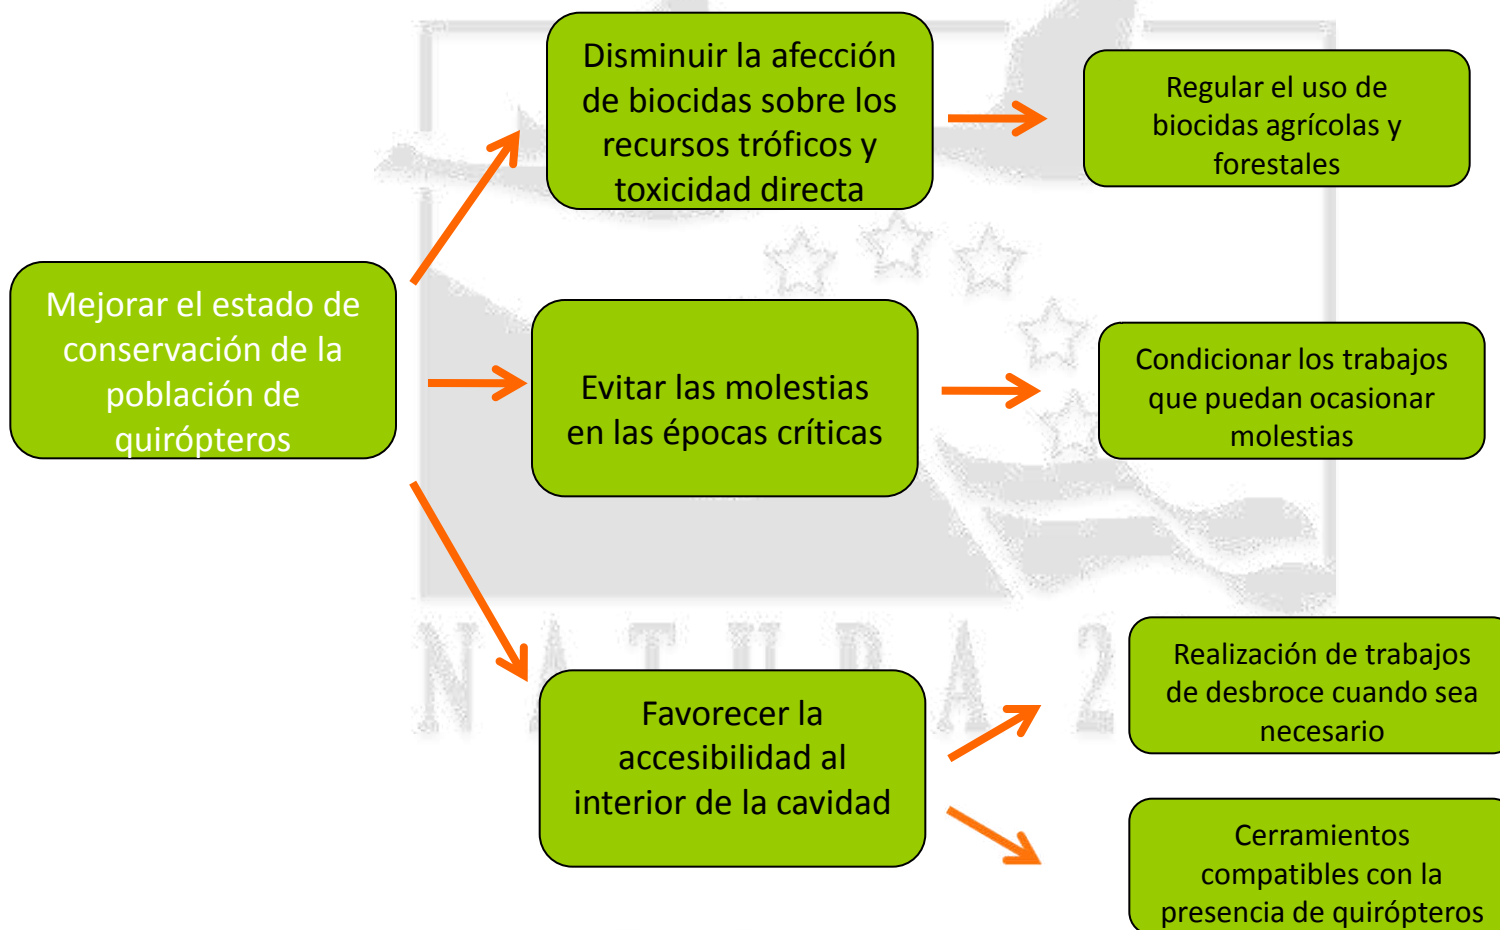 Disminuir la afección
de biocidas sobre los
recursos tróficos y
toxicidad directa
Regular el uso de
biocidas agrícolas y
forestales
Mejorar el estado de
conservación de la
población de
quirópteros
Evitar las molestias
en las épocas críticas
Condicionar los trabajos
que puedan ocasionar
molestias
Favorecer la
accesibilidad al
interior de la cavidad
Realización de trabajos
de desbroce cuando sea
necesario
Cerramientos
compatibles con la
presencia de quirópteros
NATURA 2